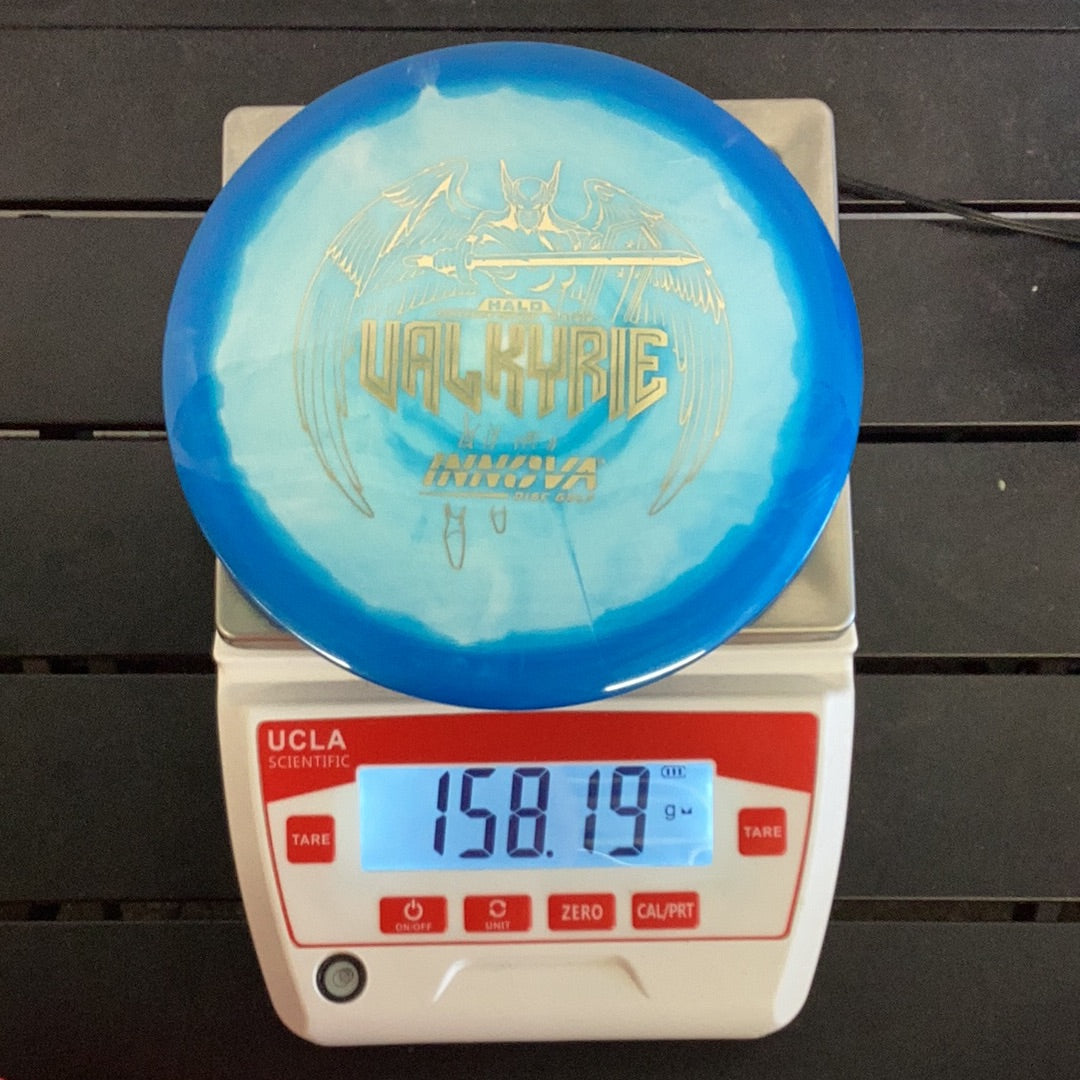 HALO
VALKYRIE
INNOVA
DISC GOLF
UCLA
SCIENTIFIC
158.19 g
TARE
TARE
ON/OFF
UNIT
ZERO
CAL/PRT